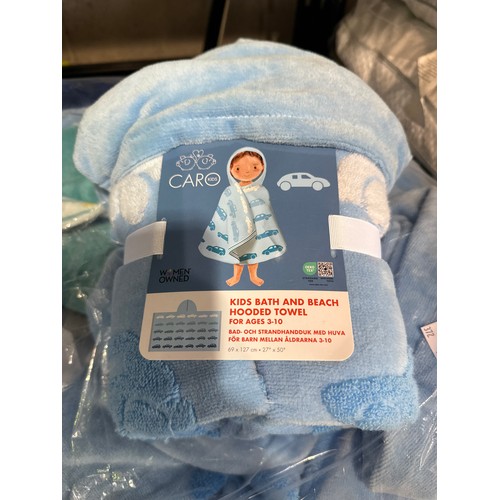 CARO KIDS
WOMEN
OWNED
KIDS BATH AND BEACH
HOODED TOWEL
FOR AGES 3-10
BAD- OCH STRANDHANDDUK MED HUVA
FÖR BARN MELLAN ÅLDRARNA 3-10
69 x 127 cm • 27" x 50"
372